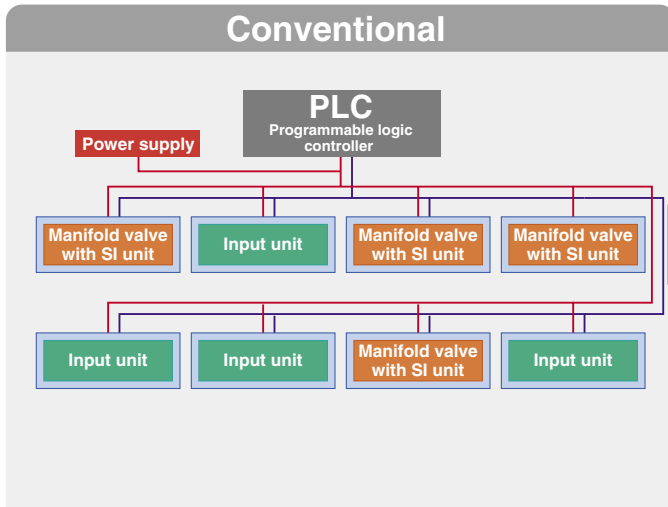 Conventional
PLC
Programmable logic
controller
Power supply
Manifold valve
with SI unit
Input unit
Manifold valve
with SI unit
Manifold valve
with SI unit
Input unit
Input unit
Manifold valve
with SI unit
Input unit